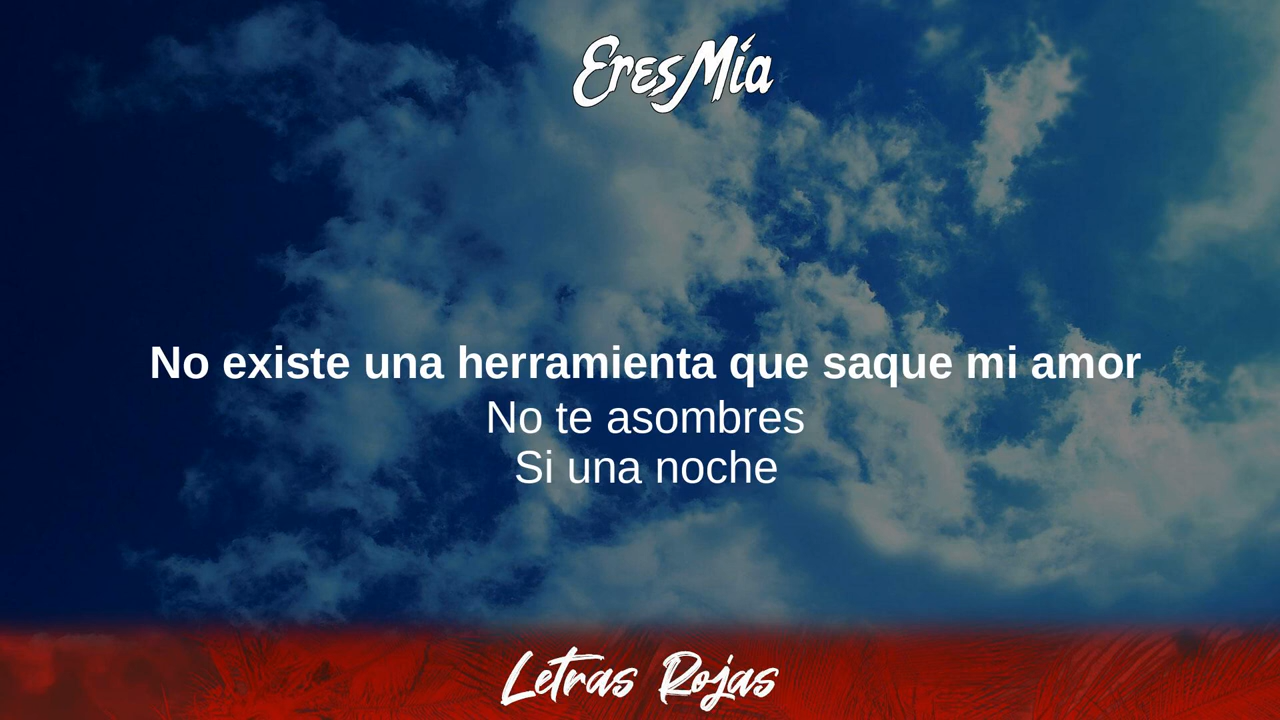 Eres Mía
No existe una herramienta que saque mi amor
No te asombres
Si una noche
Letras Rojas